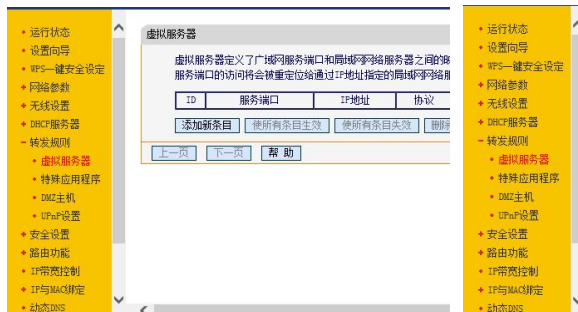 运行状态
设置向导
WPS一键安全设定
网络参数
无线设置
DHCP服务器
转发规则
虚拟服务器
特殊应用程序
DMZ主机
UPnP设置
安全设置
路由功能
IP带宽控制
IP与MAC绑定
动态DNS
虚拟服务器
虚拟服务器定义了广域网服务端口和局域网网络服务器之间的
服务端口的访问将会被重定位给通过IP地址指定的局域网网络服
ID 服务端口 IP地址 协议
添加新条目 使所有条目生效 使所有条目失效 删除
上一页 下一页 帮 助
运行状态
设置向导
WPS一键安全设定
网络参数
无线设置
DHCP服务器
转发规则
虚拟服务器
特殊应用程序
DMZ主机
UPnP设置
安全设置
路由功能
IP带宽控制
IP与MAC绑定
动态DNS